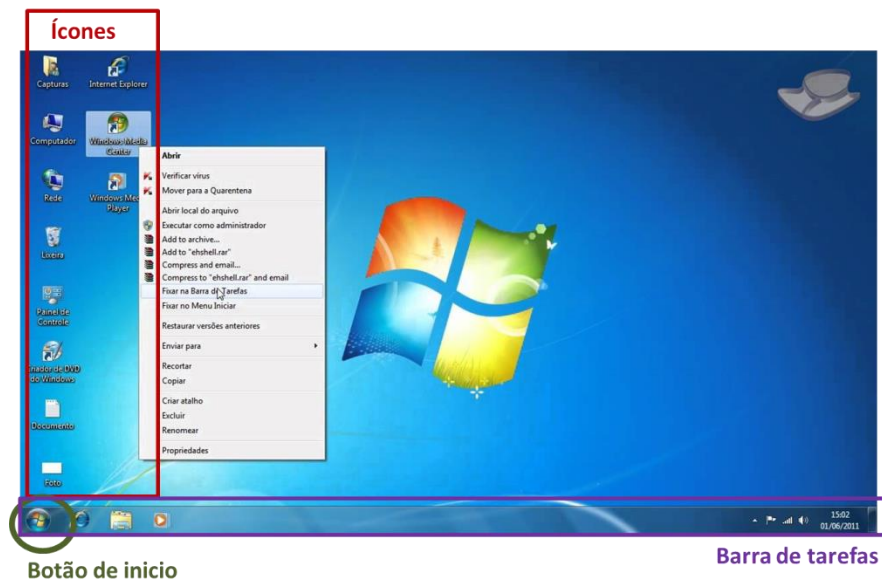 Ícones
Capturas
Internet Explorer
Computador
Windows Media
Center
Rede
Windows Med
Player
Lixeira
Painel de
Controle
riador de DVD
do Windows
Documento
Foto
Abrir
Verificar vírus
Mover para a Quarentena
Abrir local do arquivo
Executar como administrador
Add to archive...
Add to "ehshell.rar"
Compress and email...
Compress to "ehshell.rar" and email
Fixar na Barra de Tarefas
Fixar no Menu Iniciar
Restaurar versões anteriores
Enviar para
Recortar
Copiar
Criar atalho
Excluir
Renomear
Propriedades
15:02
01/06/2011
Barra de tarefas
Botão de inicio